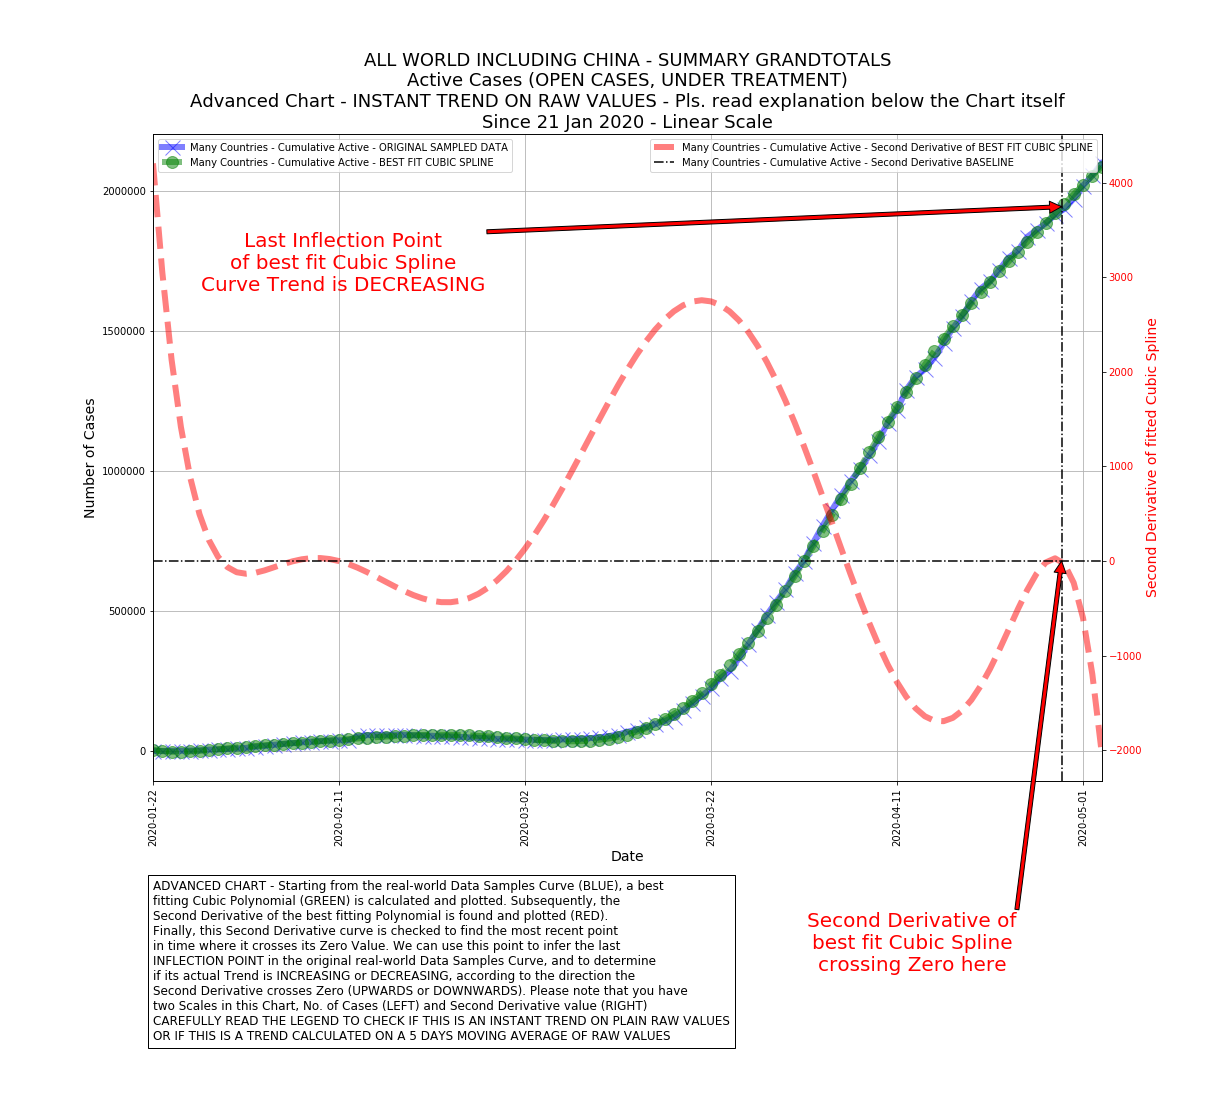 ALL WORLD INCLUDING CHINA - SUMMARY GRANDTOTALS
Active Cases (OPEN CASES, UNDER TREATMENT)
Advanced Chart - INSTANT TREND ON RAW VALUES - Pls. read explanation below the Chart itself
Since 21 Jan 2020 - Linear Scale
Many Countries - Cumulative Active - ORIGINAL SAMPLED DATA
Many Countries - Cumulative Active - BEST FIT CUBIC SPLINE
Many Countries - Cumulative Active - Second Derivative of BEST FIT CUBIC SPLINE
Many Countries - Cumulative Active - Second Derivative BASELINE
Last Inflection Point
of best fit Cubic Spline
Curve Trend is DECREASING
Number of Cases
2000000
1500000
1000000
500000
0
4000
3000
2000
1000
0
−1000
−2000
Second Derivative of fitted Cubic Spline
2020-01-22
2020-02-11
2020-03-02
2020-03-22
2020-04-11
2020-05-01
Date
Second Derivative of
best fit Cubic Spline
crossing Zero here
ADVANCED CHART - Starting from the real-world Data Samples Curve (BLUE), a best
fitting Cubic Polynomial (GREEN) is calculated and plotted. Subsequently, the
Second Derivative of the best fitting Polynomial is found and plotted (RED).
Finally, this Second Derivative curve is checked to find the most recent point
in time where it crosses its Zero Value. We can use this point to infer the last
INFLECTION POINT in the original real-world Data Samples Curve, and to determine
if its actual Trend is INCREASING or DECREASING, according to the direction the
Second Derivative crosses Zero (UPWARDS or DOWNWARDS). Please note that you have
two Scales in this Chart, No. of Cases (LEFT) and Second Derivative value (RIGHT)
CAREFULLY READ THE LEGEND TO CHECK IF THIS IS AN INSTANT TREND ON PLAIN RAW VALUES
OR IF THIS IS A TREND CALCULATED ON A 5 DAYS MOVING AVERAGE OF RAW VALUES